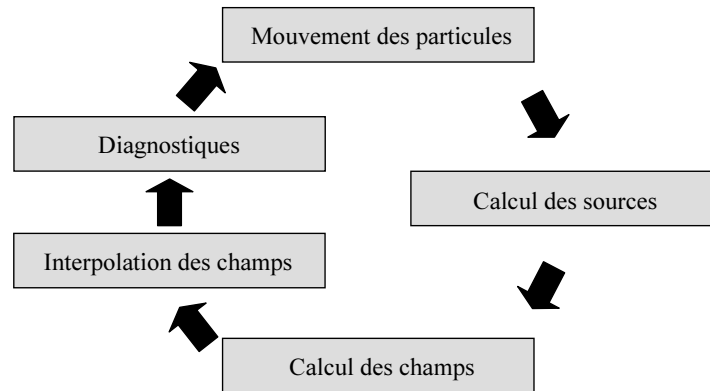 Mouvement des particules
Diagnostiques
Calcul des sources
Interpolation des champs
Calcul des champs